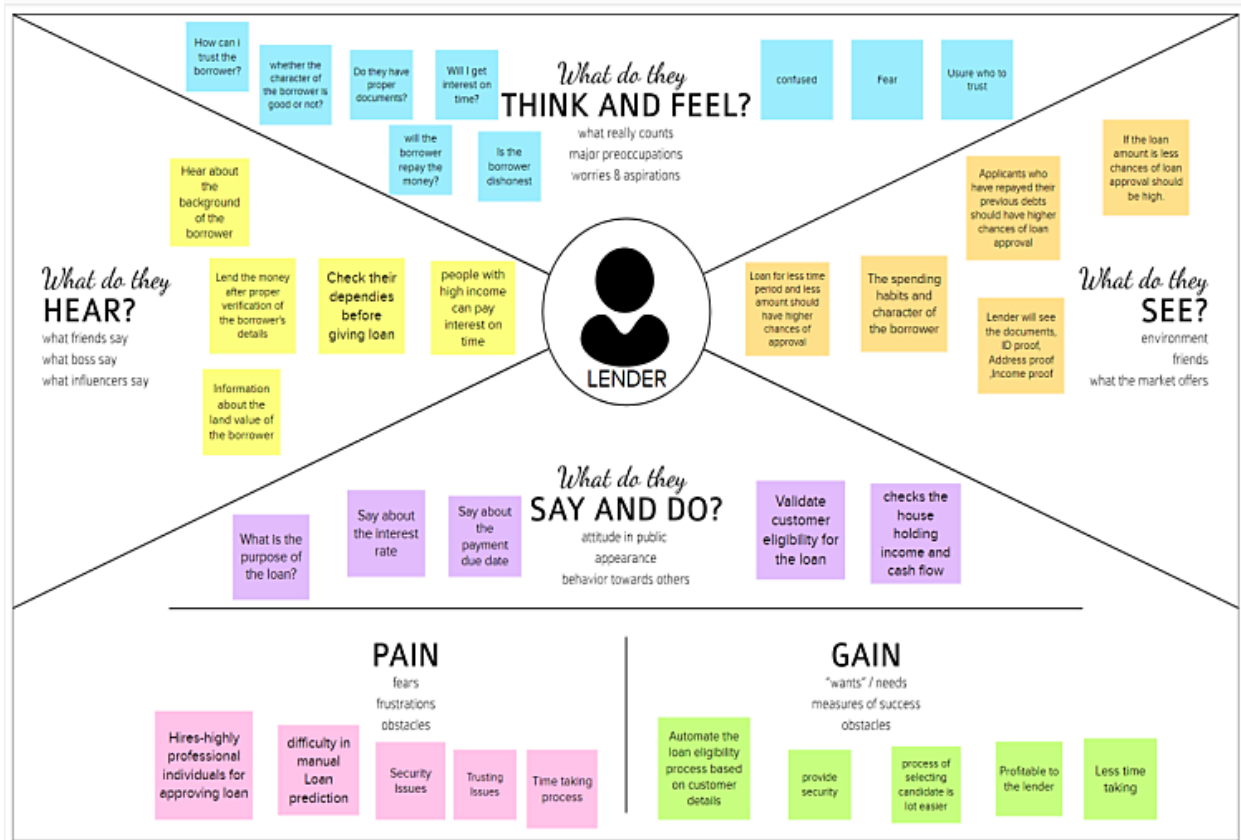 How can i
trust the
borrower?
whether the
character of
the borrower is
good or not?
Do they have
proper
documents?
Will I get
interest on
time?
will the
borrower
repay the
money?
Is the
borrower
dishonest
What do they
THINK AND FEEL?
what really counts
major preoccupations
worries & aspirations
confused
Fear
Usure who to
trust
Hear about
the
background
of the
borrower
What do they
HEAR?
what friends say
what boss say
what influencers say
Lend the money
after proper
verification of
the borrower's
details
Check their
dependies
before
giving loan
people with
high income
can pay
interest on
time
Information
about the
land value of
the borrower
LENDER
If the loan
amount is less
chances of loan
approval should
be high.
Applicants who
have repayed their
previous debts
should have higher
chances of loan
approval
Loan for less time
period and less
amount should
have higher
chances of
approval
The spending
habits and
character of
the borrower
Lender will see
the documents,
ID proof,
Address proof
,Income proof
What do they
SEE?
environment
friends
what the market offers
What do they
SAY AND DO?
attitude in public
appearance
behavior towards others
What Is the
purpose of
the loan?
Say about
the interest
rate
Say about
the
payment
due date
Validate
customer
eligibility for
the loan
checks the
house
holding
income and
cash flow
PAIN
fears
frustrations
obstacles
Hires-highly
professional
individuals for
approving loan
difficulty in
manual
Loan
prediction
Security
Issues
Trusting
Issues
Time taking
process
GAIN
"wants" / needs
measures of success
obstacles
Automate the
loan eligibility
process based
on customer
details
provide
security
process of
selecting
candidate is
lot easier
Profitable to
the lender
Less time
taking